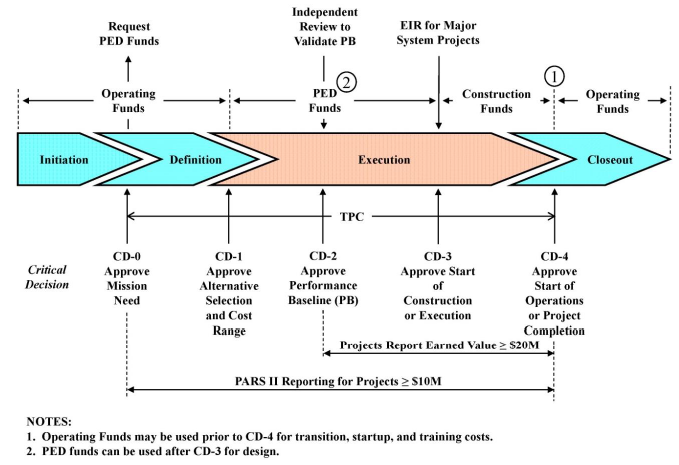 Request
PED Funds
Independent
Review to
Validate PB
EIR for Major
System Projects
Operating
Funds
PED
Funds
2
Construction
Funds
1
Operating
Funds
Initiation
Definition
Execution
Closeout
TPC
Critical
Decision
CD-0
Approve
Mission
Need
CD-1
Approve
Alternative
Selection
and Cost
Range
CD-2
Approve
Performance
Baseline (PB)
CD-3
Approve Start
of
Construction
or Execution
CD-4
Approve
Start of
Operations
or Project
Completion
Projects Report Earned Value ≥ $20M
PARS II Reporting for Projects ≥ $10M
NOTES:
1. Operating Funds may be used prior to CD-4 for transition, startup, and training costs.
2. PED funds can be used after CD-3 for design.